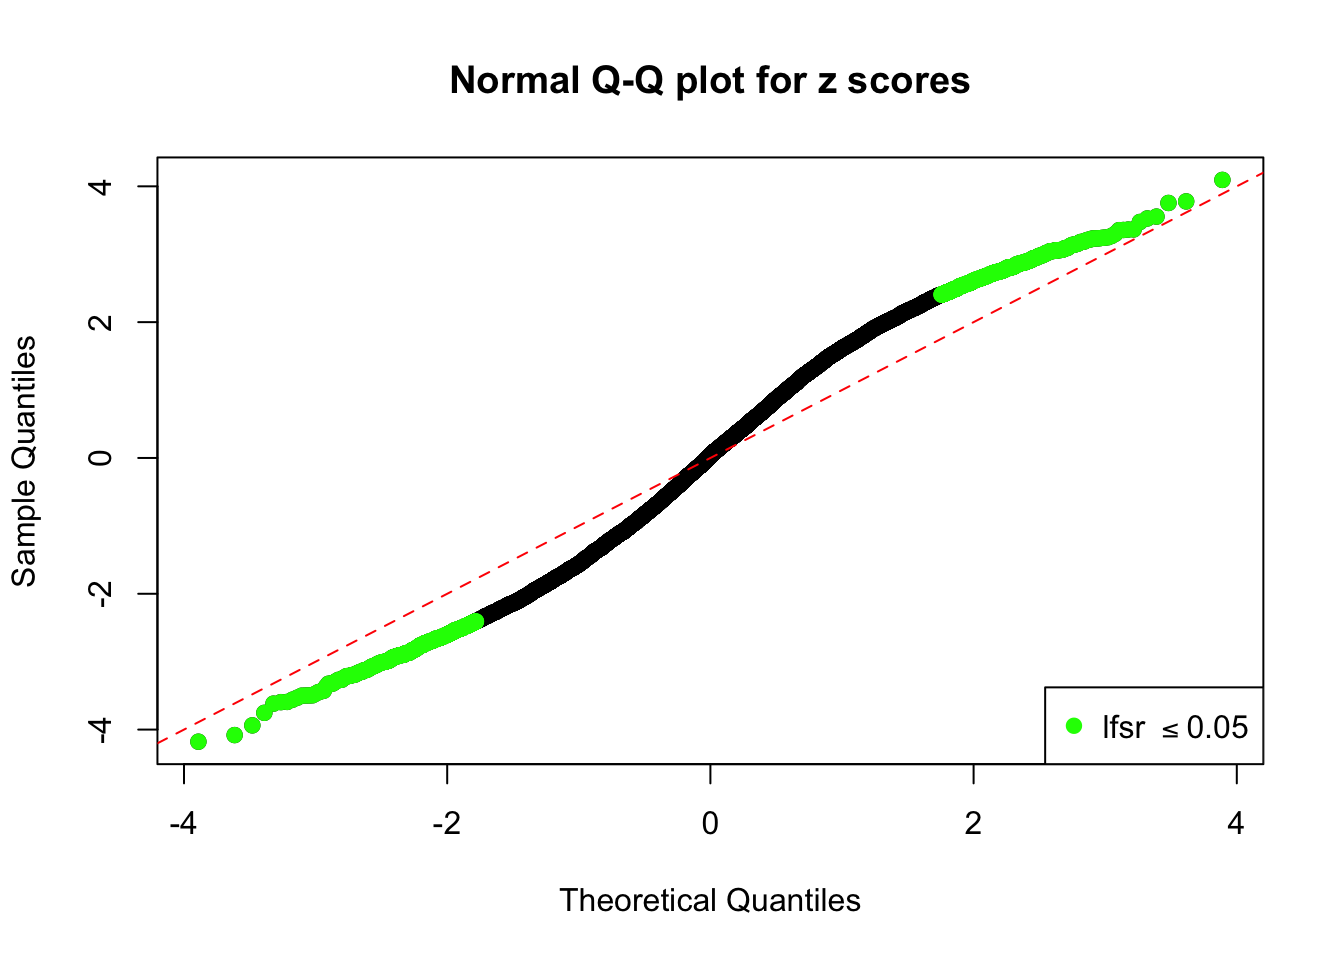 Normal Q-Q plot for z scores
Sample Quantiles
4
2
0
-2
-4
lfsr ≤ 0.05
-4
-2
0
2
4
Theoretical Quantiles